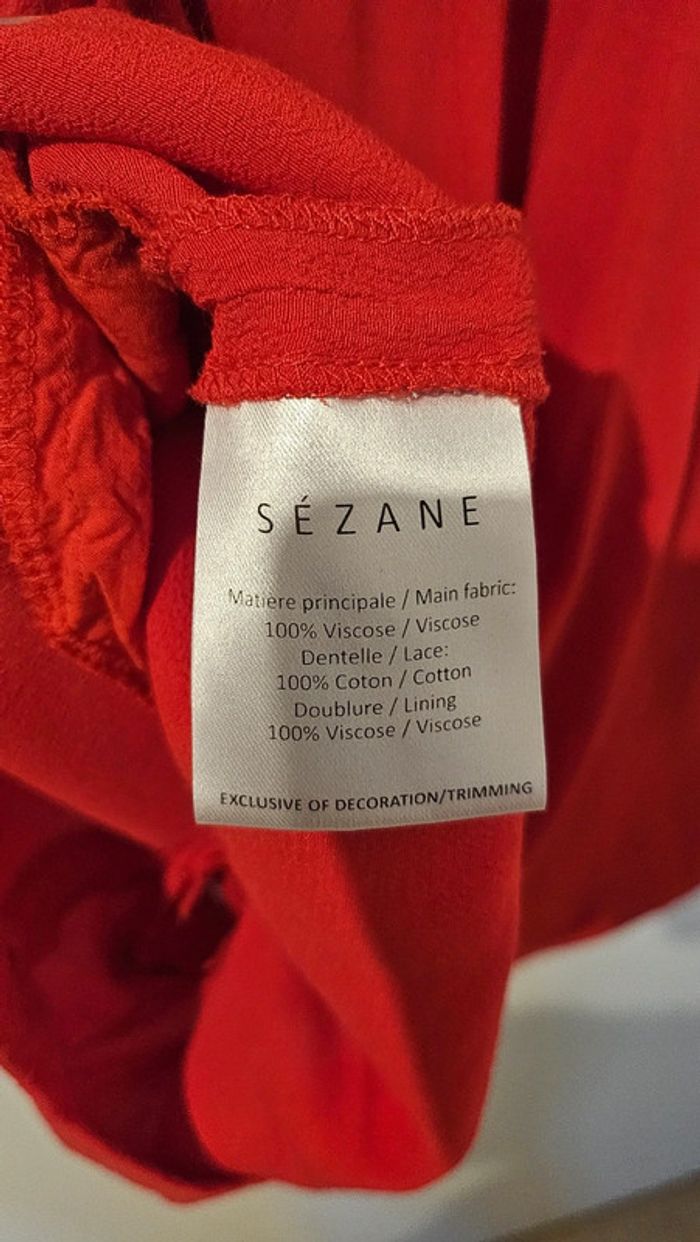 SÉZANE
Matière principale / Main fabric:
100% Viscose / Viscose
Dentelle / Lace:
100% Coton / Cotton
Doublure / Lining
100% Viscose / Viscose
EXCLUSIVE OF DECORATION/TRIMMING